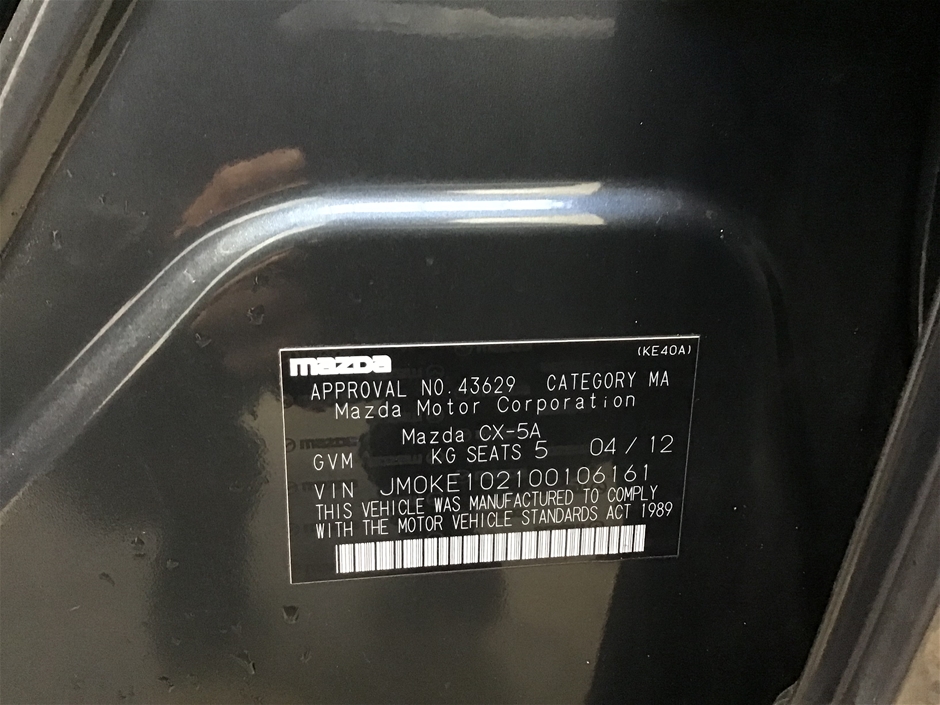 mazda (KE40A)
APPROVAL NO. 43629 CATEGORY MA
Mazda Motor Corporation
Mazda CX-5A
GVM KG SEATS 5 04 / 12
VIN JM0KE102100106161
THIS VEHICLE WAS MANUFACTURED TO COMPLY
WITH THE MOTOR VEHICLE STANDARDS ACT 1989